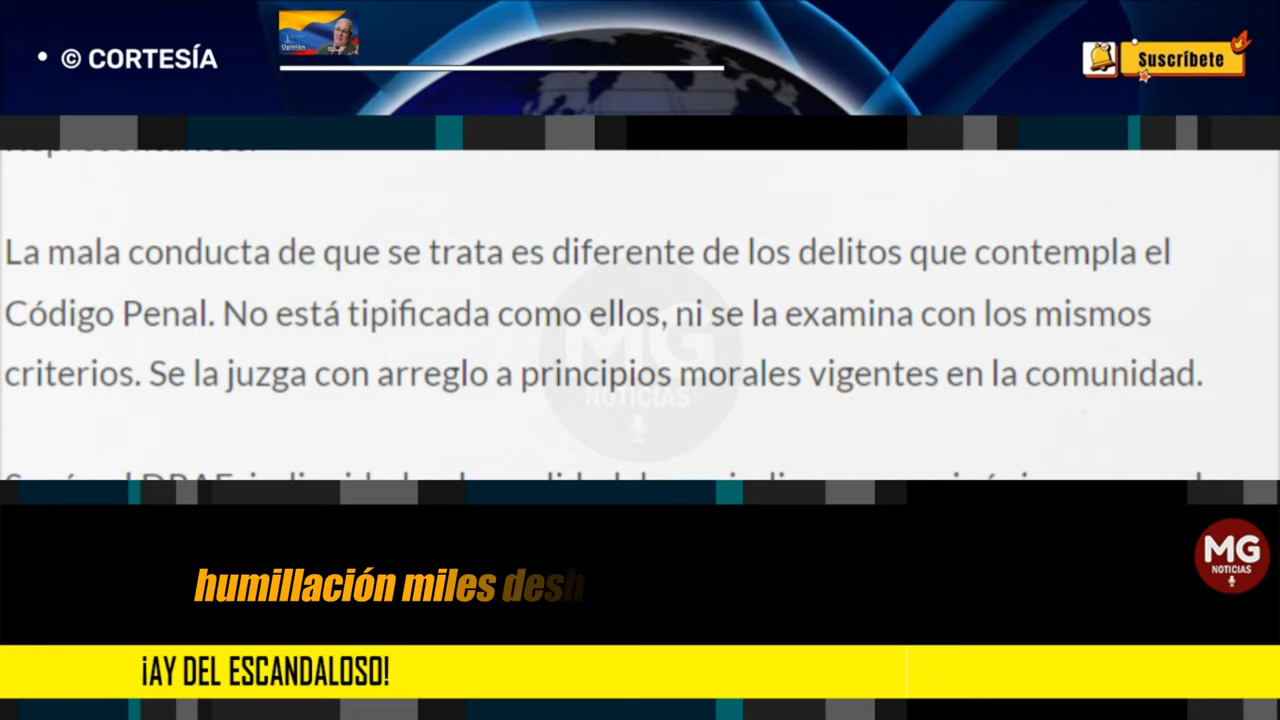 • © CORTESÍA
Opinión
Suscríbete
La mala conducta de que se trata es diferente de los delitos que contempla el
Código Penal. No está tipificada como ellos, ni se la examina con los mismos
criterios. Se la juzga con arreglo a principios morales vigentes en la comunidad.
MG
NOTICIAS
MG
NOTICIAS
humillación miles desh
¡AY DEL ESCANDALOSO!